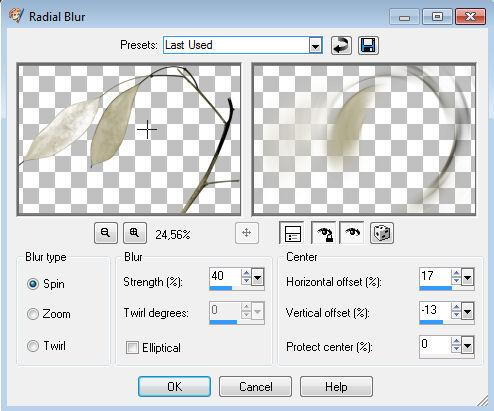 Radial Blur
Presets: Last Used
24,56%
Blur type
Spin
Zoom
Twirl
Blur
Strength (%): 40
Twirl degrees: 0
Elliptical
Center
Horizontal offset (%): 17
Vertical offset (%): -13
Protect center (%): 0
OK Cancel Help